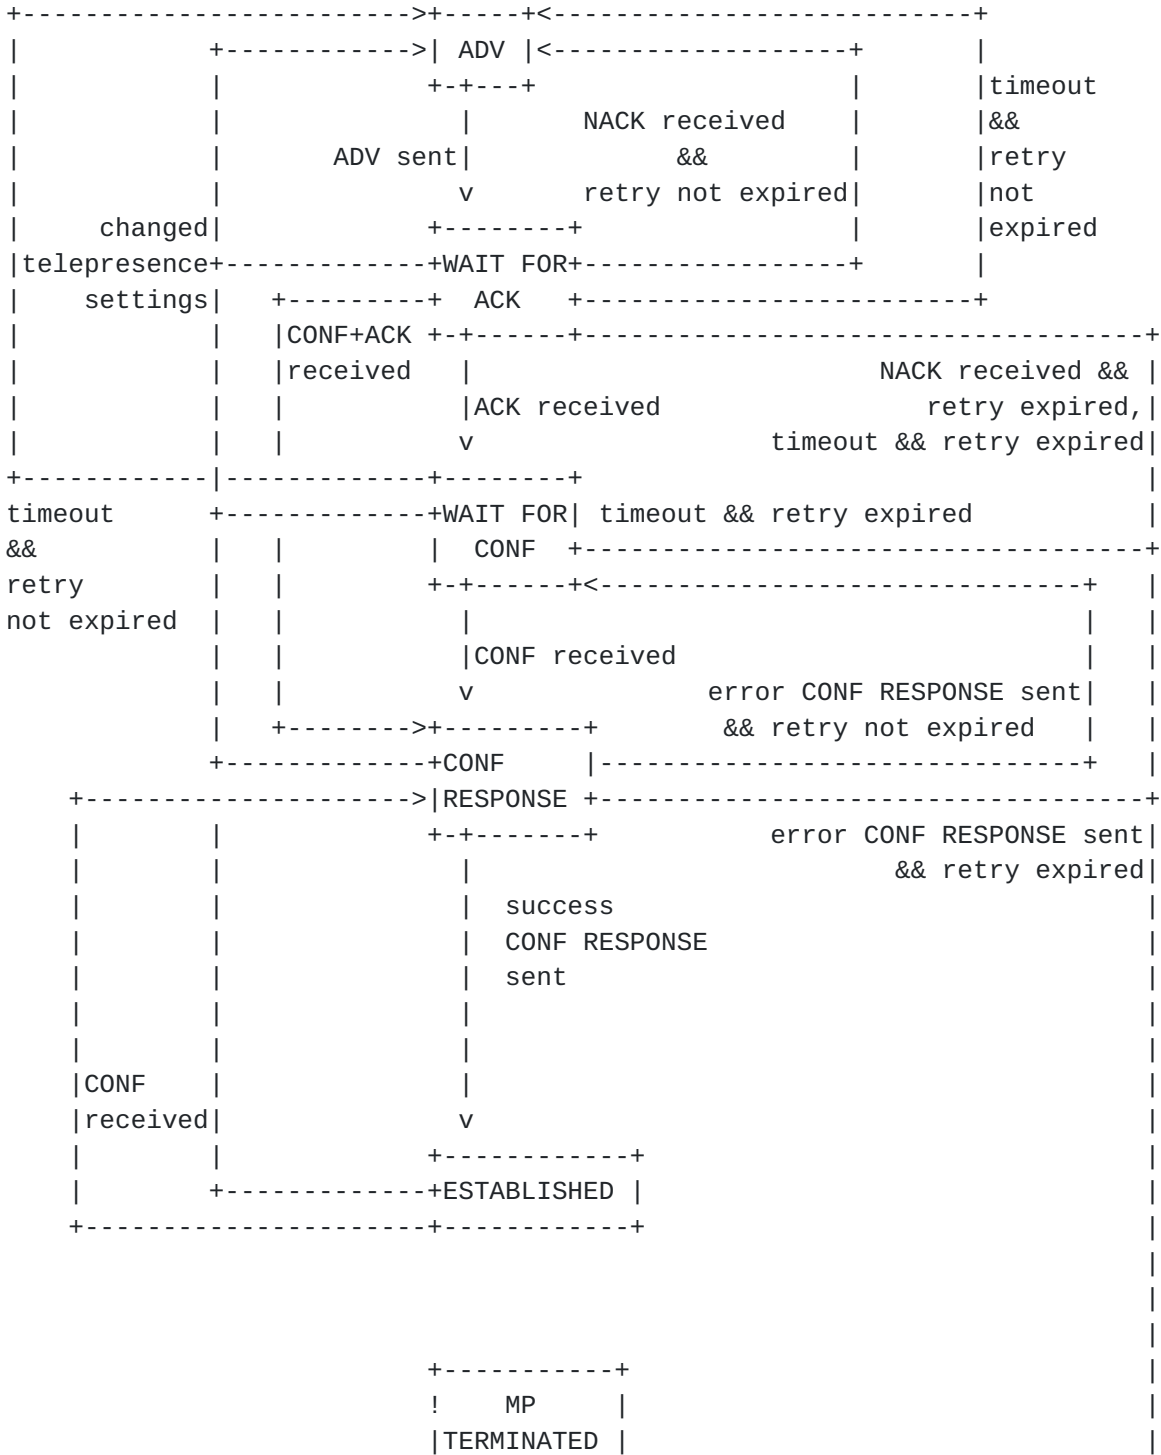 +------------------------->+-----+<---------------------------+
|            +------------>| ADV |<-------------------+       |
|            |             +-+---+                    |       |timeout
|            |               |       NACK received    |       |&&
|            |       ADV sent|             &&         |       |retry
|            |               v       retry not expired|       |not
|     changed|             +--------+                 |       |expired
|telepresence+-------------+WAIT FOR+-----------------+       |
|    settings|   +---------+  ACK   +-------------------------+
|            |   |CONF+ACK +-+------+------------------------------------+
|            |   |received   |                          NACK received && |
|            |   |           |ACK received                 retry expired,|
|            |   |           v                   timeout && retry expired|
+------------|-------------+--------+                                    |
timeout      +-------------+WAIT FOR| timeout && retry expired           |
&&           |   |         |  CONF  +------------------------------------+
retry        |   |         +-+------+<-------------------------------+   |
not expired  |   |           |                                       |   |
             |   |           |CONF received                          |   |
             |   |           v               error CONF RESPONSE sent|   |
             |   +-------->+---------+        && retry not expired   |   |
             +-------------+CONF     |-------------------------------+   |
    +--------------------->|RESPONSE +-----------------------------------+
    |        |             +-+-------+           error CONF RESPONSE sent|
    |        |               |                           && retry expired|
    |        |               |  success                                  |
    |        |               |  CONF RESPONSE                            |
    |        |               |  sent                                     |
    |        |               |                                           |
    |        |               |                                           |
    |CONF    |               |                                           |
    |received|               v                                           |
    |        |             +------------+                                |
    |        +-------------+ESTABLISHED |                                |
    +----------------------+------------+                                |
                                                                         |
                                                                         |
                                                                         |
                           +-----------+                                 |
                           !    MP     |                                 |
                           |TERMINATED |                                 |